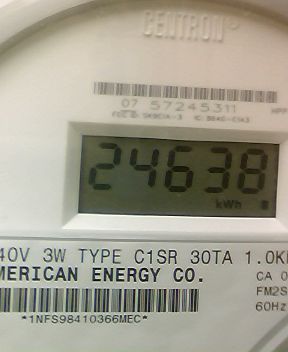 CENTRON®
07 57245311
24638
kWh
40V 3W TYPE C1SR 30TA 1.0K
MERICAN ENERGY CO.
CA 0
FM2S
60Hz
*1NFS98410366MEC*